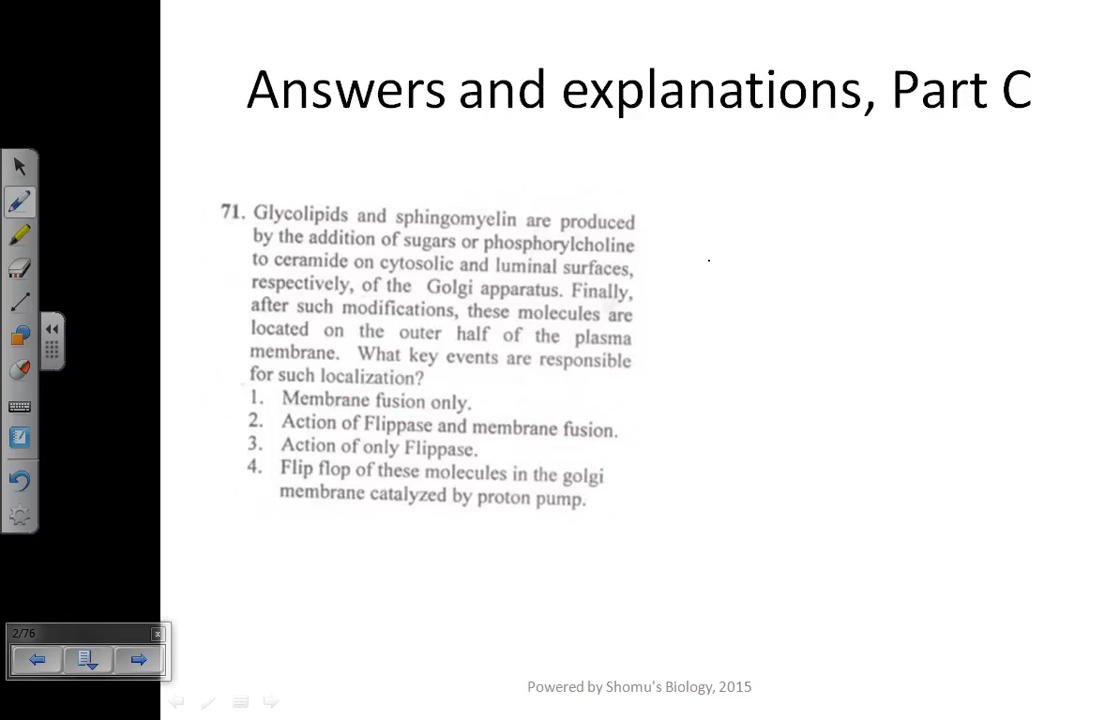 Answers and explanations, Part C
71. Glycolipids and sphingomyelin are produced
by the addition of sugars or phosphorylcholine
to ceramide on cytosolic and luminal surfaces,
respectively, of the Golgi apparatus. Finally,
after such modifications, these molecules are
located on the outer half of the plasma
membrane. What key events are responsible
for such localization?
1. Membrane fusion only.
2. Action of Flippase and membrane fusion.
3. Action of only Flippase.
4. Flip flop of these molecules in the golgi
membrane catalyzed by proton pump.
2/76
x
Powered by Shomu's Biology, 2015